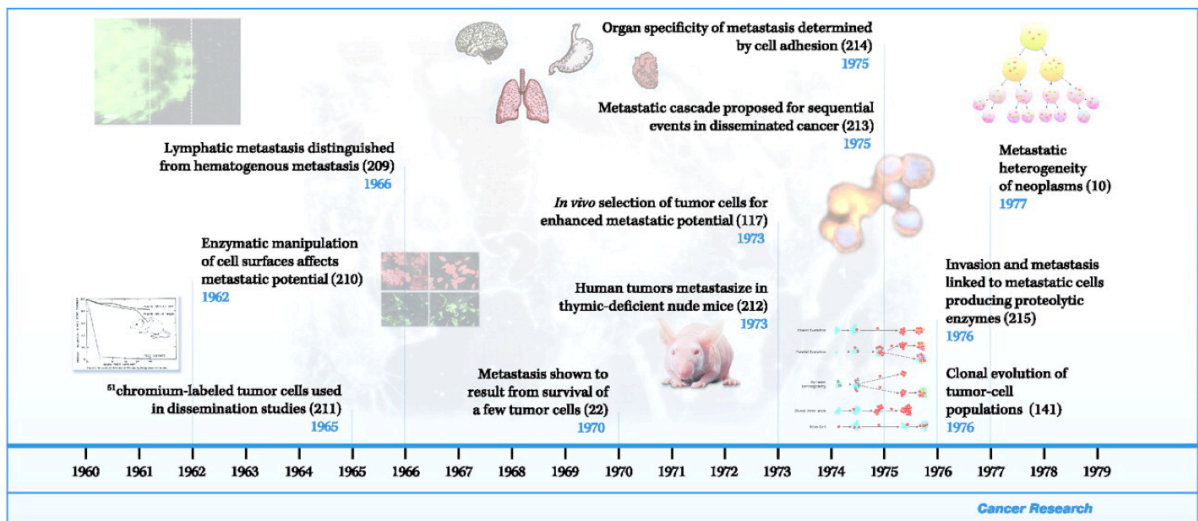 Organ specificity of metastasis determined
by cell adhesion (214)
1975
Metastatic cascade proposed for sequential
events in disseminated cancer (213)
1975
Lymphatic metastasis distinguished
from hematogenous metastasis (209)
1966
Metastatic
heterogeneity
of neoplasms (10)
1977
In vivo selection of tumor cells for
enhanced metastatic potential (117)
1973
Enzymatic manipulation
of cell surfaces affects
metastatic potential (210)
1962
Invasion and metastasis
linked to metastatic cells
producing proteolytic
enzymes (215)
1976
Human tumors metastasize in
thymic-deficient nude mice (212)
1973
Metastasis shown to
result from survival of
a few tumor cells (22)
1970
Clonal evolution of
tumor-cell
populations (141)
1976
⁵¹chromium-labeled tumor cells used
in dissemination studies (211)
1965
1960 1961 1962 1963 1964 1965 1966 1967 1968 1969 1970 1971 1972 1973 1974 1975 1976 1977 1978 1979
Cancer Research